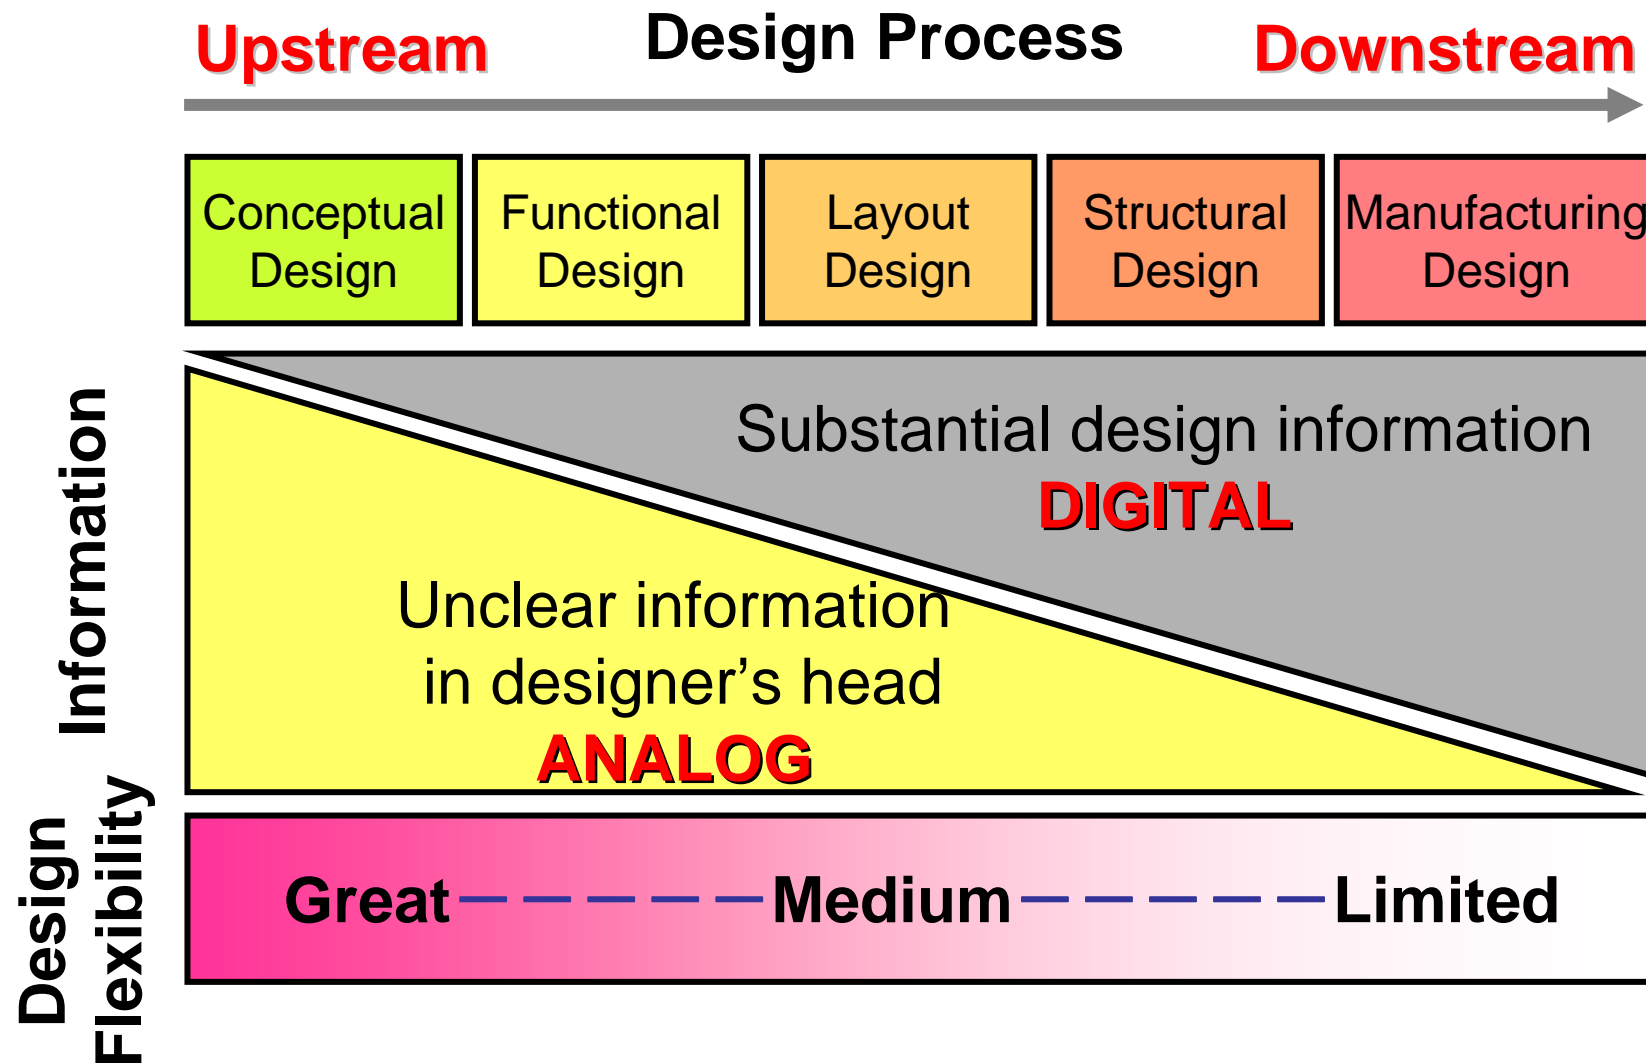 Design Process
Upstream
Downstream
Conceptual
Design
Functional
Design
Layout
Design
Structural
Design
Manufacturing
Design
Information
Substantial design information
DIGITAL
Unclear information
in designer’s head
ANALOG
Design
Flexibility
Great
Medium
Limited